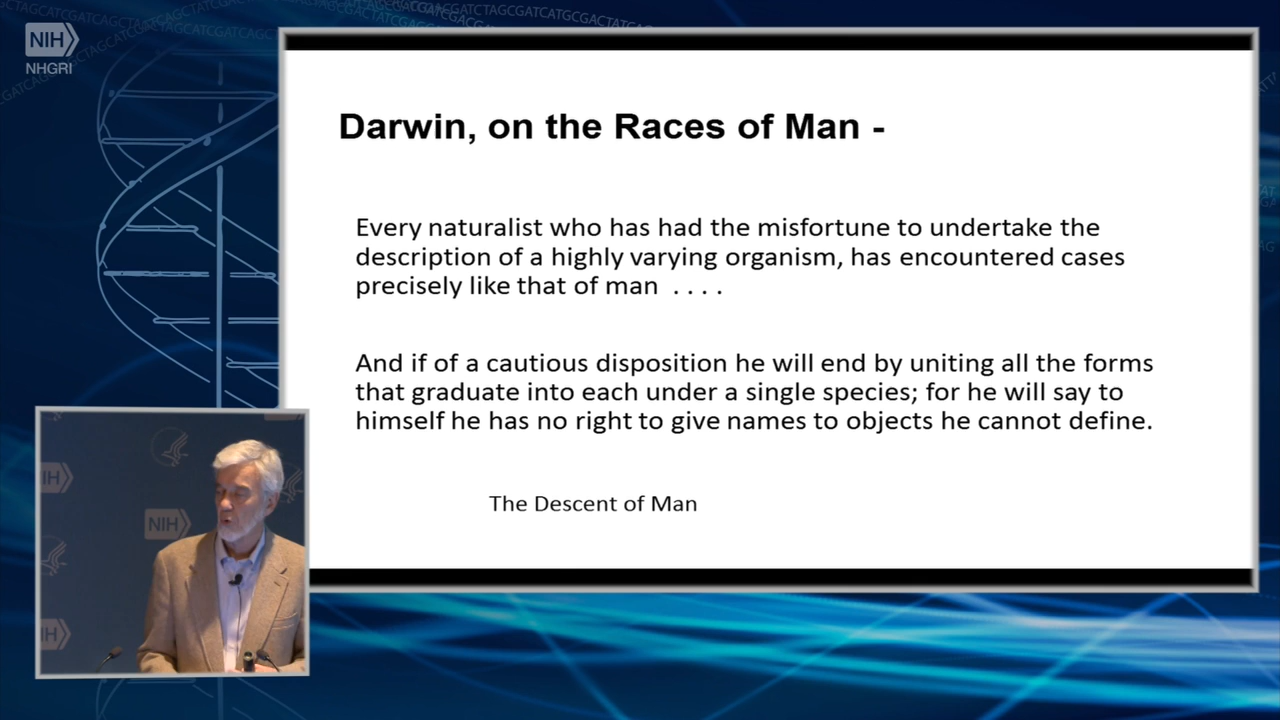 NIH
NHGRI
Darwin, on the Races of Man -
Every naturalist who has had the misfortune to undertake the
description of a highly varying organism, has encountered cases
precisely like that of man . . . .
And if of a cautious disposition he will end by uniting all the forms
that graduate into each under a single species; for he will say to
himself he has no right to give names to objects he cannot define.
The Descent of Man
IH
NIH
IH